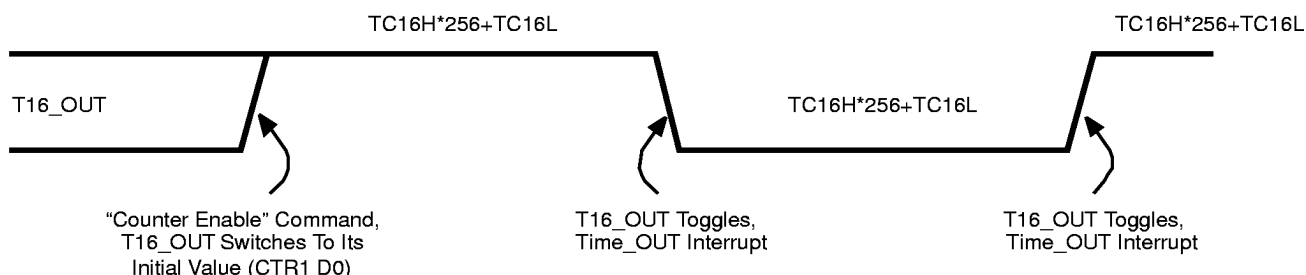 TC16H*256+TC16L
TC16H*256+TC16L
T16_OUT
TC16H*256+TC16L
“Counter Enable” Command,
T16_OUT Switches To Its
Initial Value (CTR1 D0)
T16_OUT Toggles,
Time_OUT Interrupt
T16_OUT Toggles,
Time_OUT Interrupt